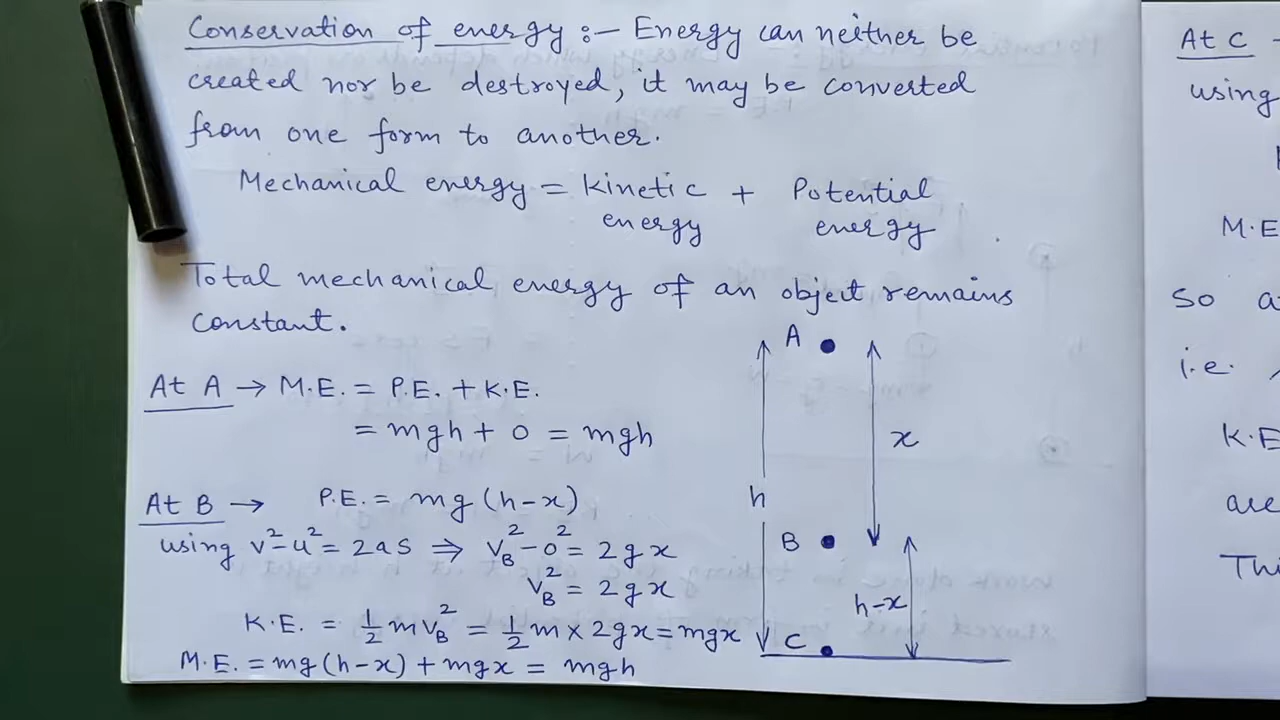 Conservation of energy :- Energy can neither be
created nor be destroyed, it may be converted
from one form to another.
Mechanical energy = Kinetic + Potential
energy energy
Total mechanical energy of an object remains
constant.
At A → M.E. = P.E. + K.E.
= mgh + 0 = mgh
At B → P.E. = mg (h-x)
using v²-u² = 2as ⇒ v_B² - 0² = 2gx
v_B² = 2gx
K.E. = 1/2 m v_B² = 1/2 m × 2gx = mgx
M.E. = mg(h-x) + mgx = mgh
A
x
h
B
h-x
C
At C -
using
M.E
So a
i.e.
K.E
are
Thi